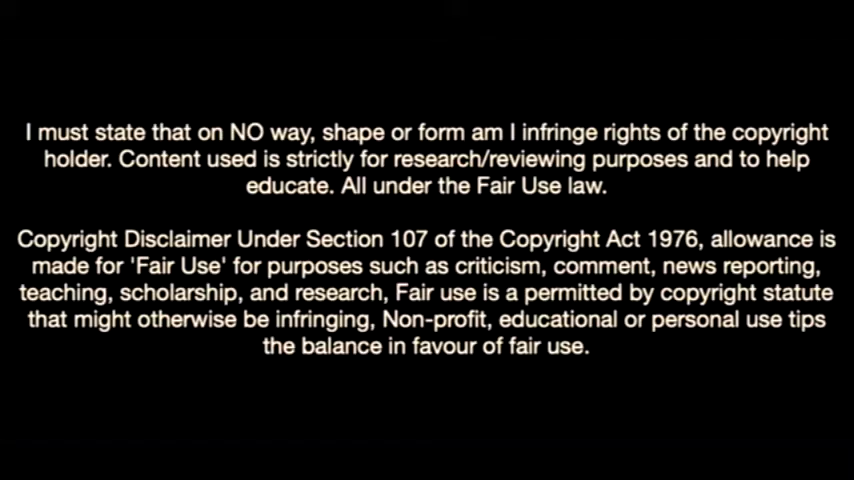 I must state that on NO way, shape or form am I infringe rights of the copyright
holder. Content used is strictly for research/reviewing purposes and to help
educate. All under the Fair Use law.
Copyright Disclaimer Under Section 107 of the Copyright Act 1976, allowance is
made for 'Fair Use' for purposes such as criticism, comment, news reporting,
teaching, scholarship, and research, Fair use is a permitted by copyright statute
that might otherwise be infringing, Non-profit, educational or personal use tips
the balance in favour of fair use.